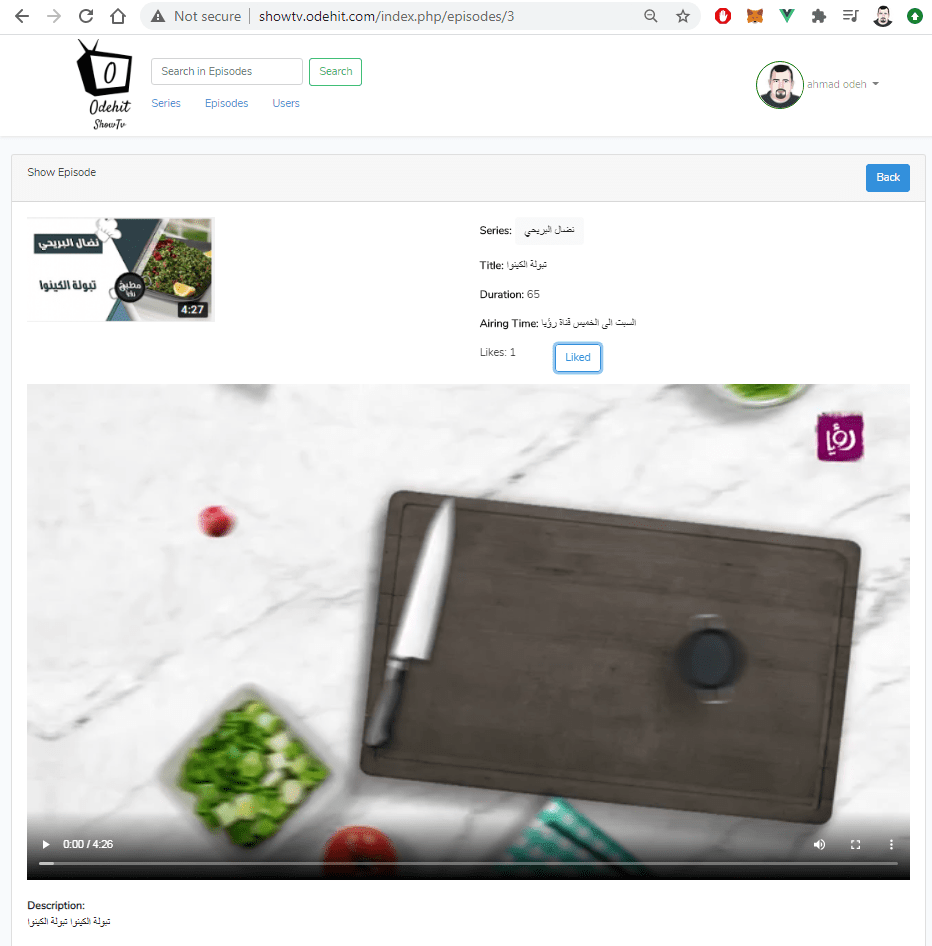 Not secure | showtv.odehit.com/index.php/episodes/3
O
Odehit
ShowTv
Search in Episodes
Search
Series
Episodes
Users
ahmad odeh
Show Episode
Back
نضال البريحي
تبولة الكينوا
مطبخ
رؤيا
4:27
Series: نضال البريحي
Title: تبولة الكينوا
Duration: 65
Airing Time: السبت الى الخميس قناة رؤيا
Likes: 1
Liked
رؤيا
0:00 / 4:26
Description:
تبولة الكينوا تبولة الكينوا